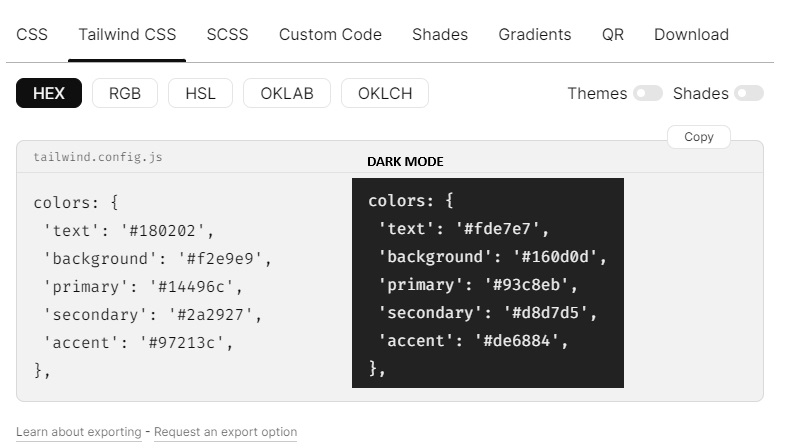 CSS Tailwind CSS SCSS Custom Code Shades Gradients QR Download
HEX RGB HSL OKLAB OKLCH Themes Shades
Copy
tailwind.config.js
colors: {
'text': '#180202',
'background': '#f2e9e9',
'primary': '#14496c',
'secondary': '#2a2927',
'accent': '#97213c',
},
DARK MODE
colors: {
'text': '#fde7e7',
'background': '#160d0d',
'primary': '#93c8eb',
'secondary': '#d8d7d5',
'accent': '#de6884',
},
Learn about exporting - Request an export option